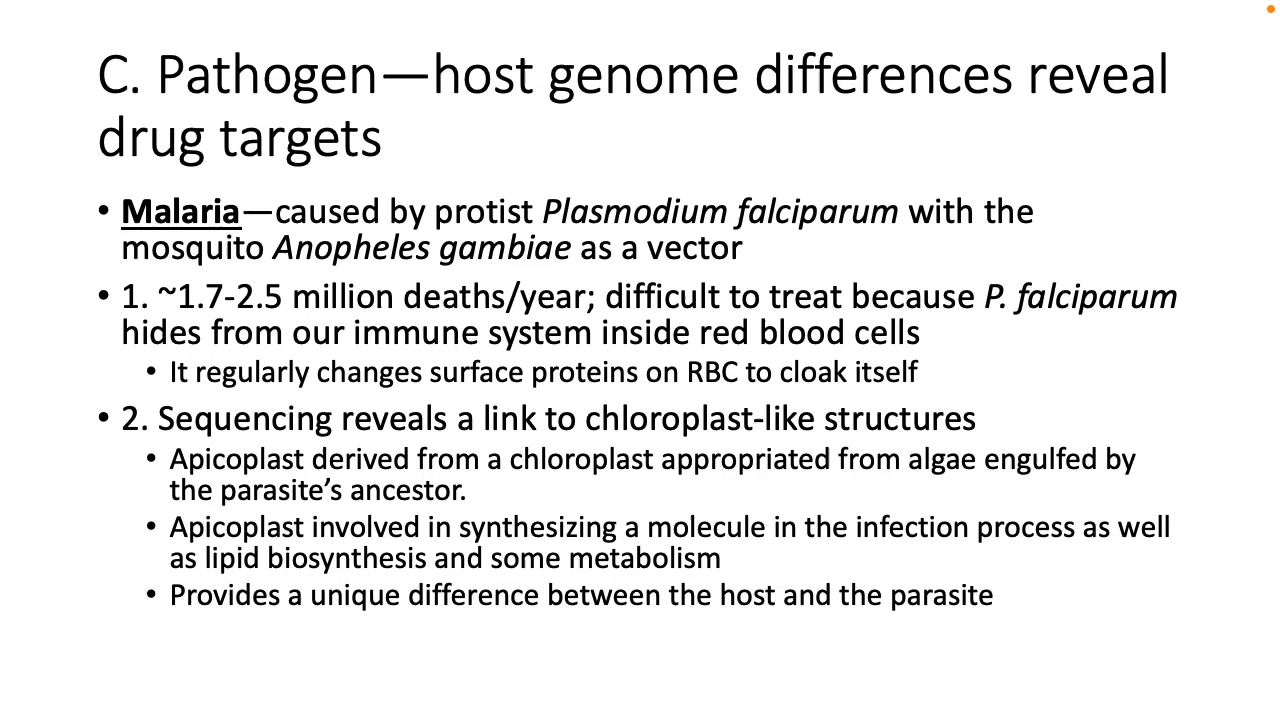 C. Pathogen—host genome differences reveal
drug targets
• Malaria—caused by protist Plasmodium falciparum with the
mosquito Anopheles gambiae as a vector
• 1. ~1.7-2.5 million deaths/year; difficult to treat because P. falciparum
hides from our immune system inside red blood cells
• It regularly changes surface proteins on RBC to cloak itself
• 2. Sequencing reveals a link to chloroplast-like structures
• Apicoplast derived from a chloroplast appropriated from algae engulfed by
the parasite’s ancestor.
• Apicoplast involved in synthesizing a molecule in the infection process as well
as lipid biosynthesis and some metabolism
• Provides a unique difference between the host and the parasite